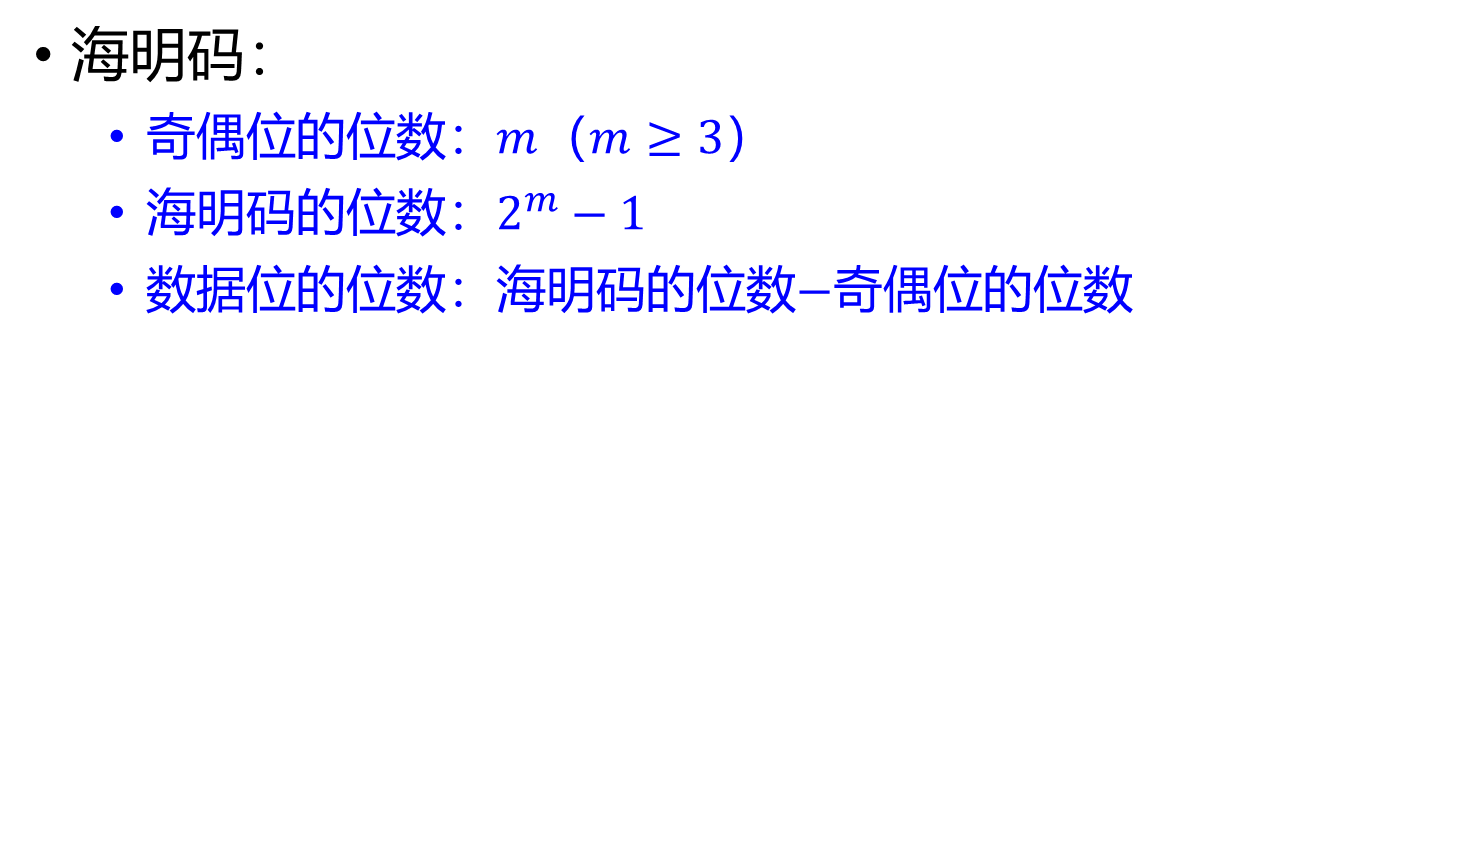 • 海明码：
• 奇偶位的位数：m（m ≥ 3）
• 海明码的位数：2^m − 1
• 数据位的位数：海明码的位数−奇偶位的位数